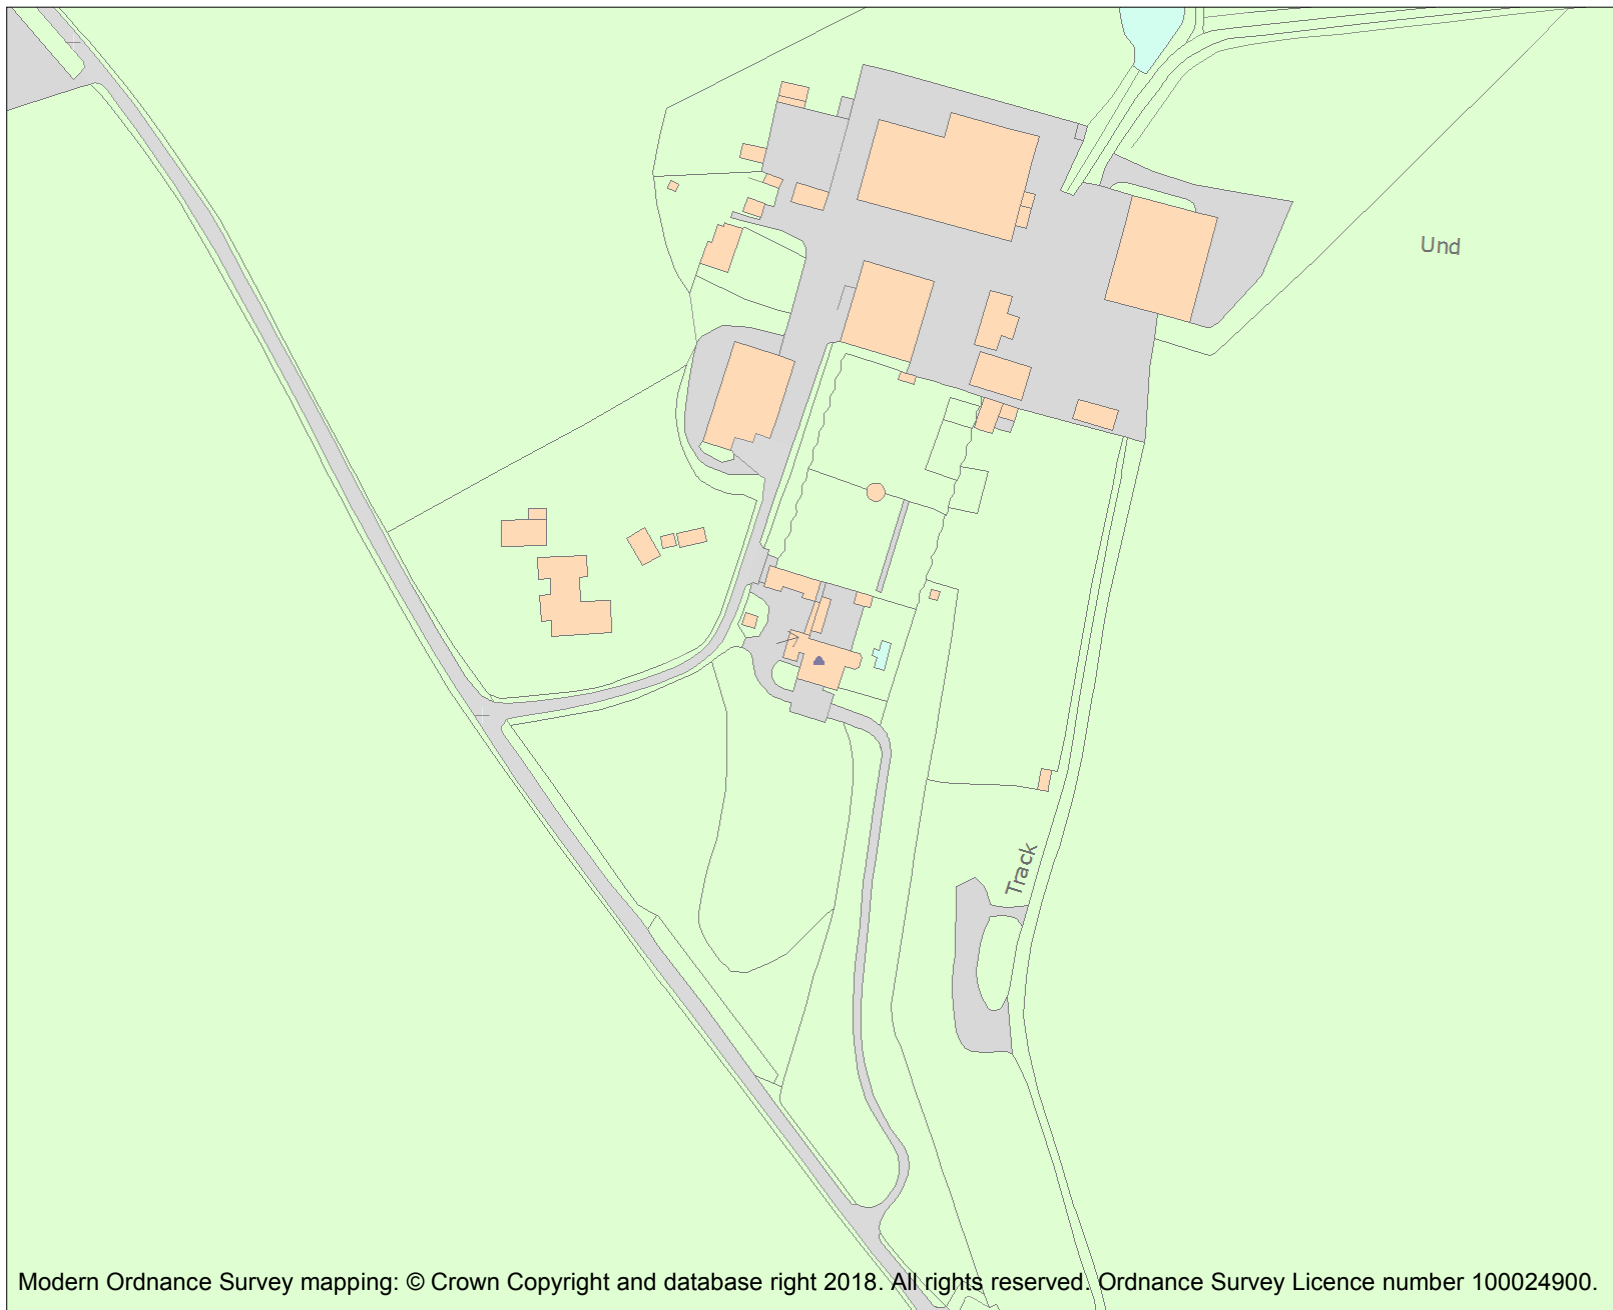 Und
Track
Modern Ordnance Survey mapping: © Crown Copyright and database right 2018. All rights reserved. Ordnance Survey Licence number 100024900.